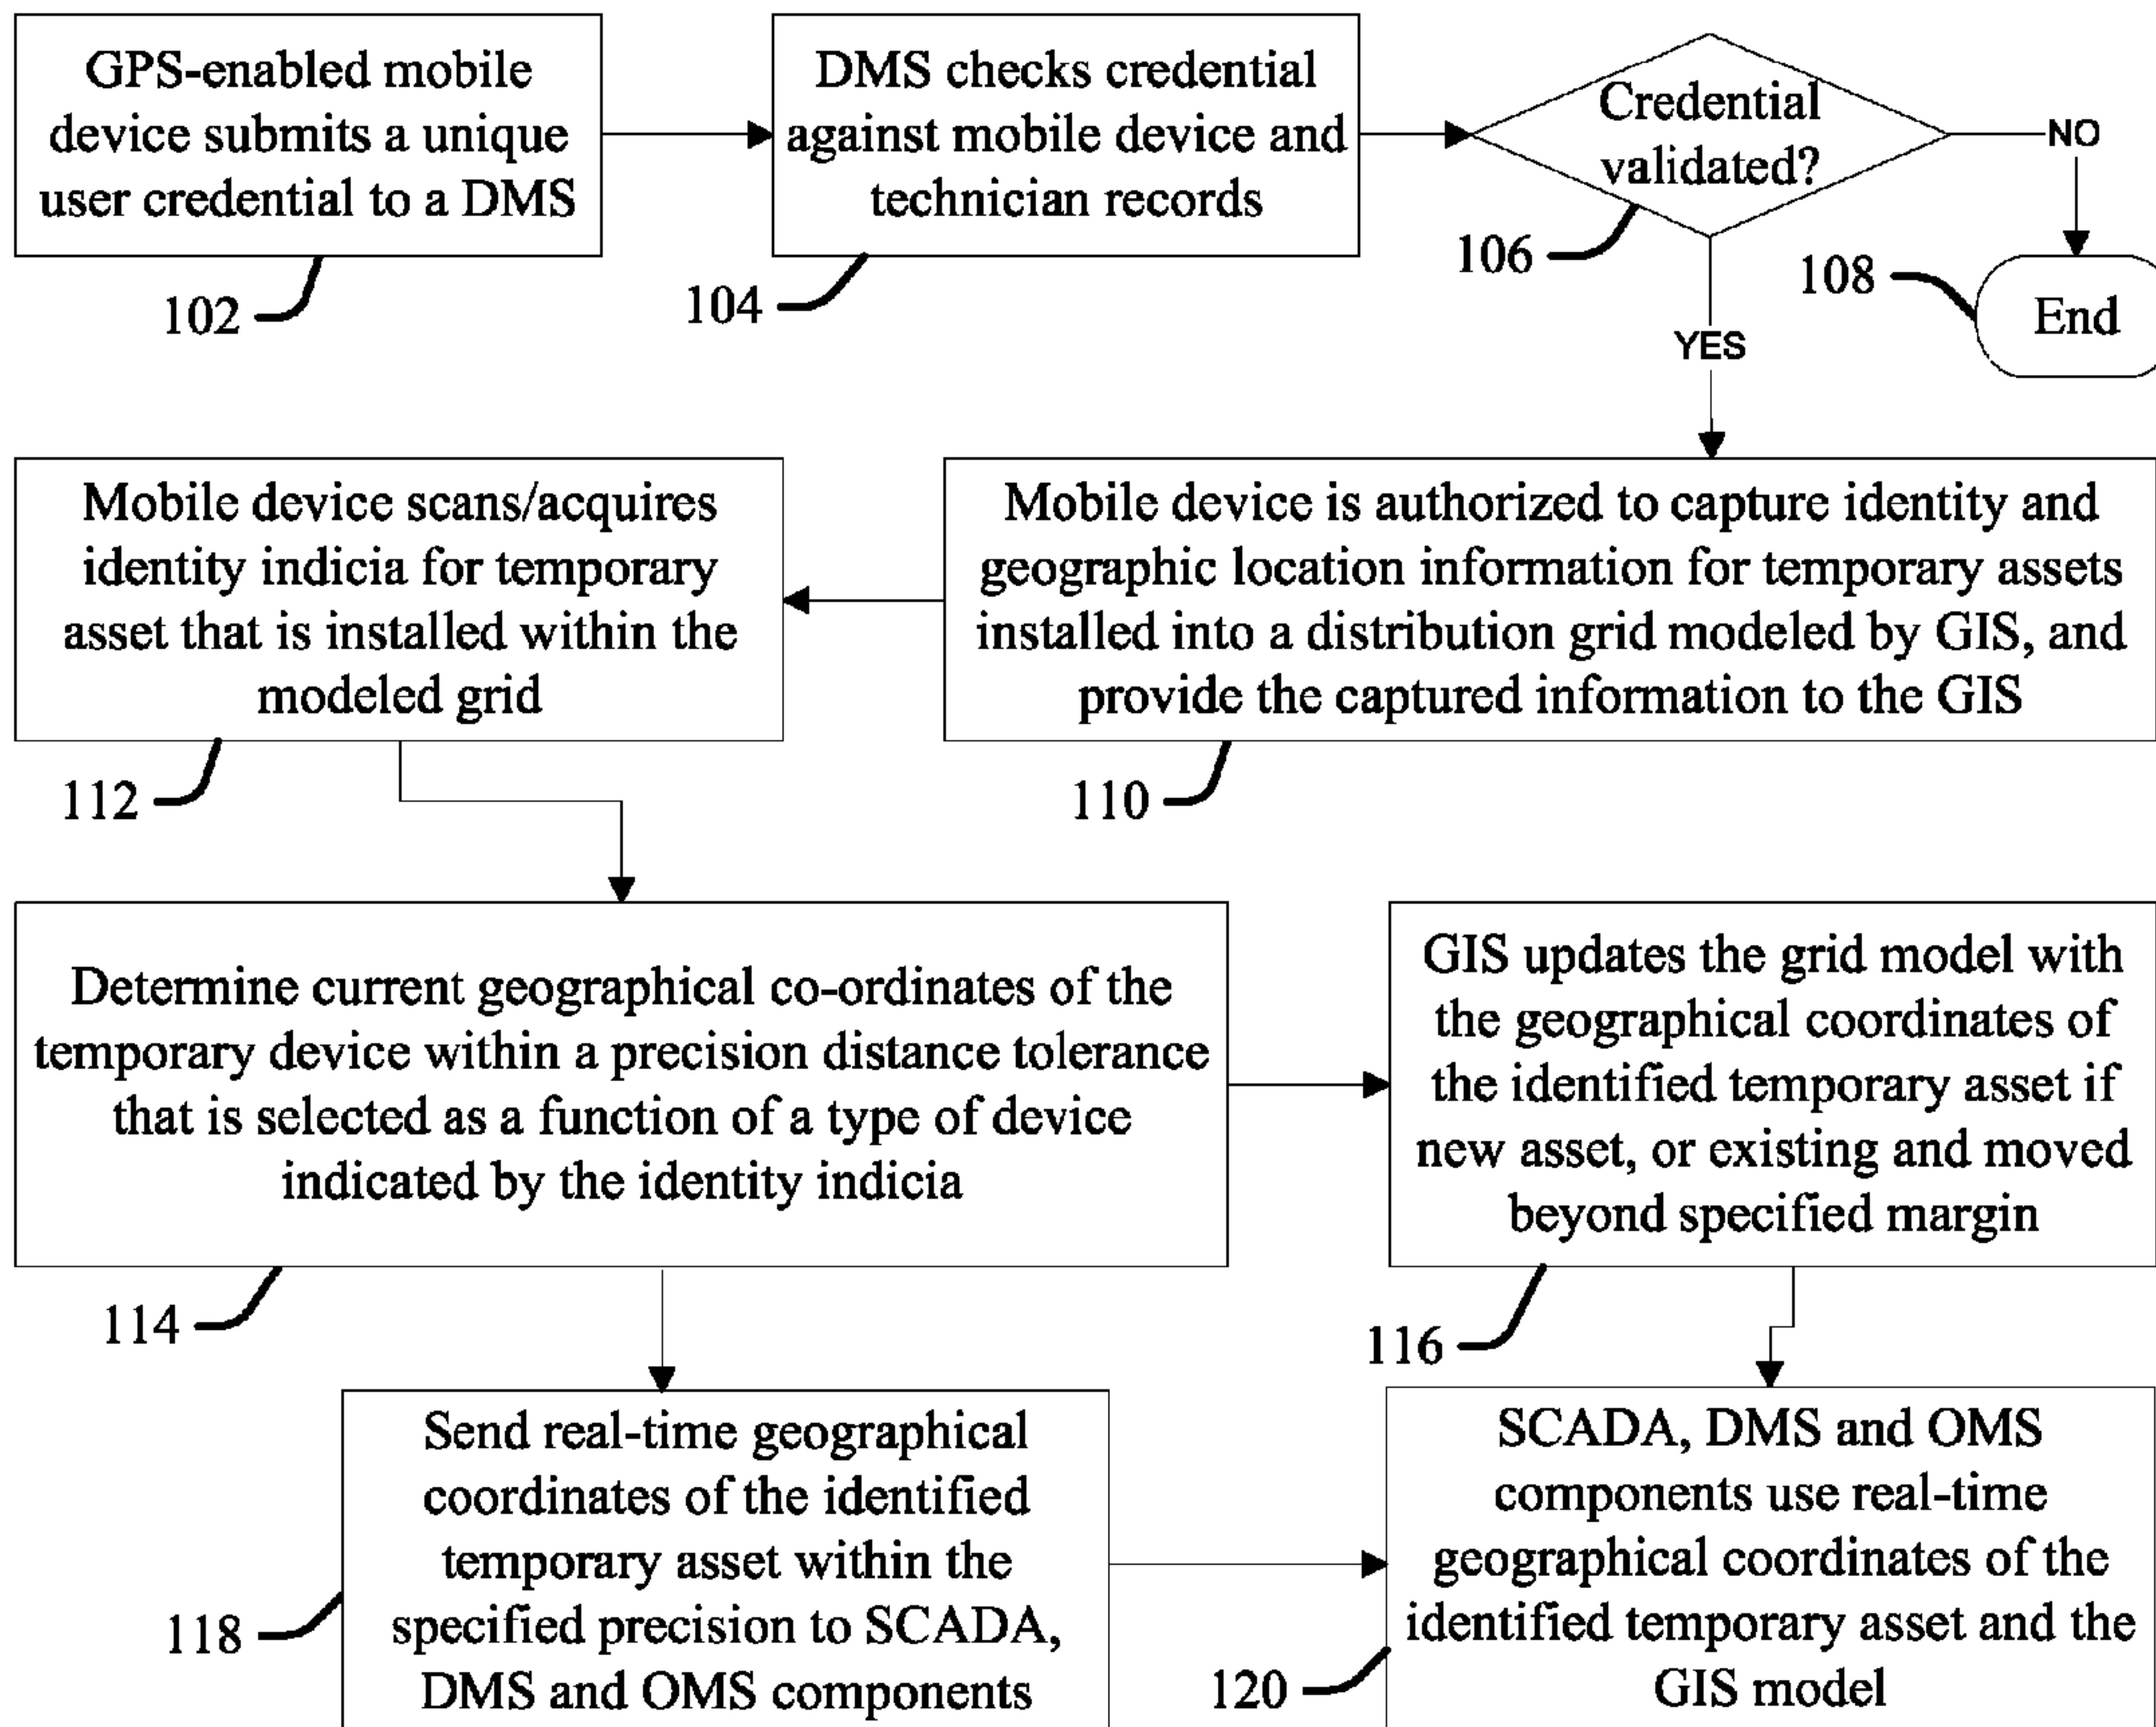 GPS-enabled mobile
device submits a unique
user credential to a DMS
102
DMS checks credential
against mobile device and
technician records
104
Credential
validated?
106
NO
108
End
YES
Mobile device is authorized to capture identity and
geographic location information for temporary assets
installed into a distribution grid modeled by GIS, and
provide the captured information to the GIS
110
Mobile device scans/acquires
identity indicia for temporary
asset that is installed within the
modeled grid
112
Determine current geographical co-ordinates of the
temporary device within a precision distance tolerance
that is selected as a function of a type of device
indicated by the identity indicia
114
GIS updates the grid model with
the geographical coordinates of
the identified temporary asset if
new asset, or existing and moved
beyond specified margin
116
Send real-time geographical
coordinates of the identified
temporary asset within the
specified precision to SCADA,
DMS and OMS components
118
SCADA, DMS and OMS
components use real-time
geographical coordinates of the
identified temporary asset and the
GIS model
120